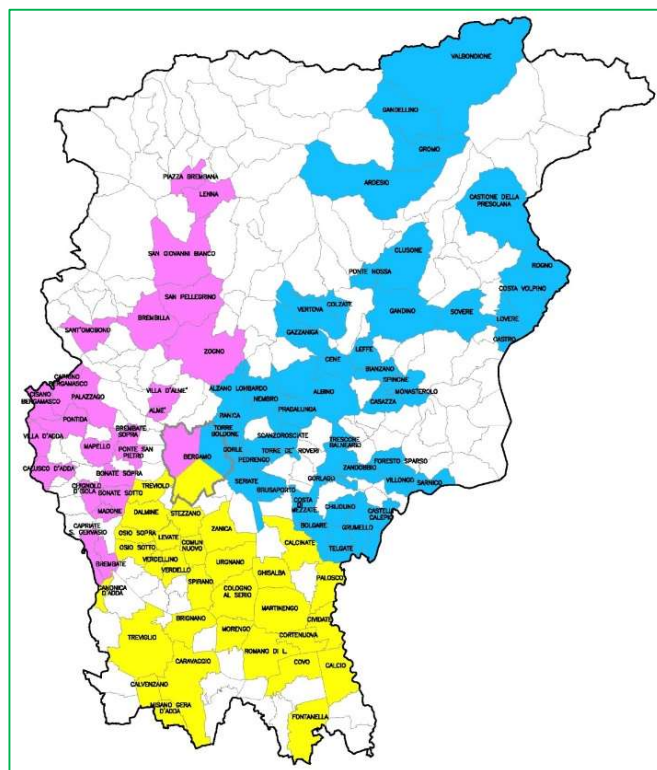 VALBONDIONE
GANDELLINO
GROMO
ARDESIO
PIAZZA BREMBANA
LENNA
CASTIONE DELLA
PRESOLANA
CLUSONE
SAN GIOVANNI BIANCO
ROGNO
PONTE NOSSA
COSTA VOLPINO
SAN PELLEGRINO
VERTOVA
COLZATE
GANDINO
SOVERE
LOVERE
BREMBILLA
SANT'OMOBONO
GAZZANIGA
CASTRO
ZOGNO
LEFFE
CENE
BIANZANO
SPINONE
CAPRINO
BERGAMASCO
VILLA D'ALME'
ALZANO LOMBARDO
ALBINO
MONASTEROLO
CISANO
BERGAMASCO
PALAZZAGO
NEMBRO
CASAZZA
ALME'
PRADALUNGA
PONTIDA
RANICA
BREMBATE
SOPRA
TORRE
BOLDONE
SCANZOROSCIATE
TRESCORE
BALNEARIO
VILLA D'ADDA
MAPELLO
PONTE SAN
PIETRO
GORLE
TORRE DE' ROVERI
BERGAMO
PEDRENGO
FORESTO SPARSO
CALUSCO D'ADDA
ZANDOBBIO
BONATE SOPRA
GORLAGO
VILLONGO
SARNICO
CHIGNOLO
D'ISOLA
TREVIOLO
SERIATE
BONATE SOTTO
BRUSAPORTO
COSTA
DI
MEZZATE
CHIUDUNO
CASTELLI
CALEPIO
MADONE
DALMINE
STEZZANO
BOLGARE
GRUMELLO
CAPRIATE
S. GERVASIO
OSIO SOPRA
LEVATE
ZANICA
CALCINATE
OSIO SOTTO
COMUN
NUOVO
TELGATE
BREMBATE
VERDELLINO
URGNANO
VERDELLO
GHISALBA
PALOSCO
CANONICA
D'ADDA
SPIRANO
COLOGNO
AL SERIO
MARTINENGO
BRIGNANO
CIVIDATE
MORENGO
CORTENUOVA
TREVIGLIO
ROMANO DI L.
CARAVAGGIO
COVO
CALCIO
CALVENZANO
MISANO GERA
D'ADDA
FONTANELLA